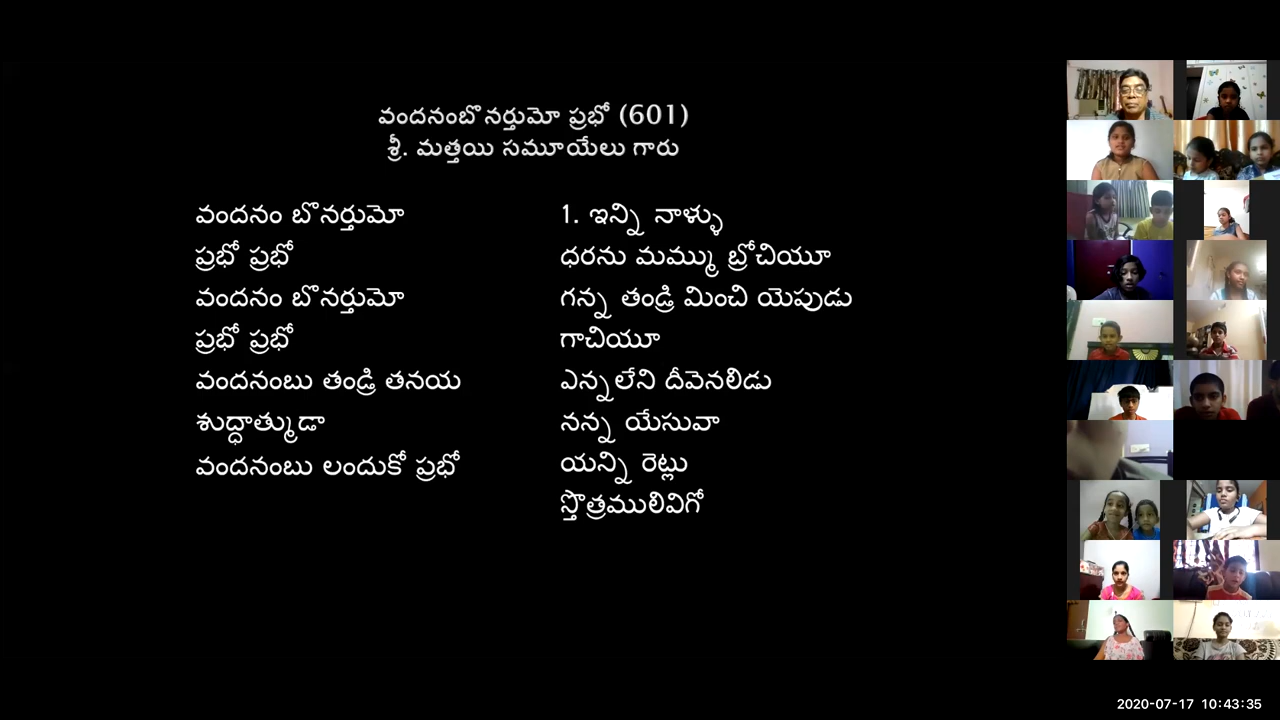 వందనంబొనర్తుమో ప్రభో (601)
శ్రీ. మత్తయి సమూయేలు గారు
వందనం బొనర్తుమో
ప్రభో ప్రభో
వందనం బొనర్తుమో
ప్రభో ప్రభో
వందనంబు తండ్రి తనయ
శుద్ధాత్ముడా
వందనంబు లందుకో ప్రభో
1. ఇన్ని నాళ్ళు
ధరను మమ్ము బ్రోచియూ
గన్న తండ్రి మించి యెపుడు
గాచియూ
ఎన్నలేని దీవెనలిడు
నన్న యేసువా
యన్ని రెట్లు
స్తొత్రములివిగో
2020-07-17 10:43:35